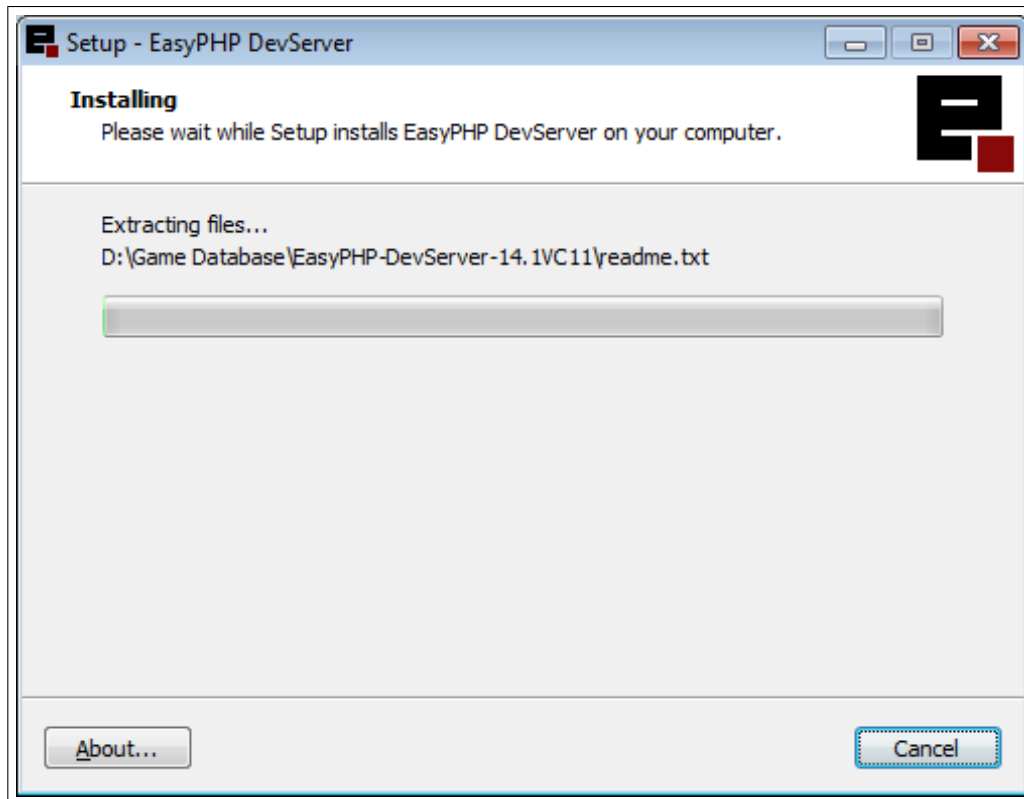 Setup - EasyPHP DevServer
Installing
Please wait while Setup installs EasyPHP DevServer on your computer.
Extracting files...
D:\Game Database\EasyPHP-DevServer-14.1VC11\readme.txt
About...
Cancel